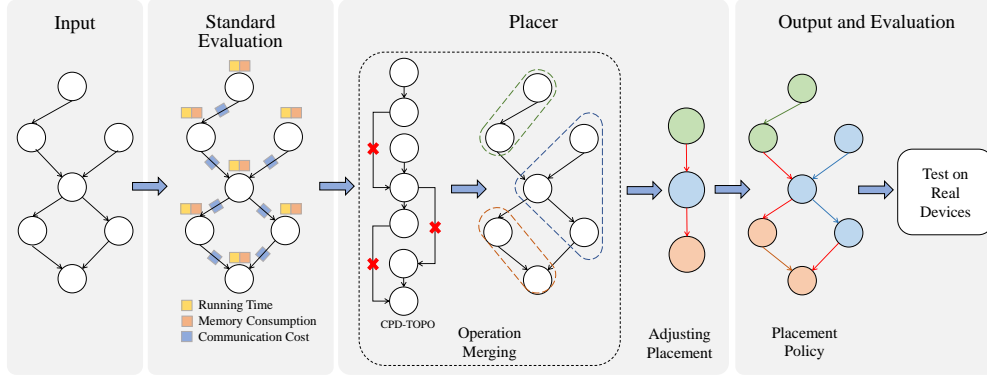 Input
Standard
Evaluation
Running Time
Memory Consumption
Communication Cost
Placer
CPD-TOPO
Operation
Merging
Adjusting
Placement
Output and Evaluation
Placement
Policy
Test on
Real
Devices